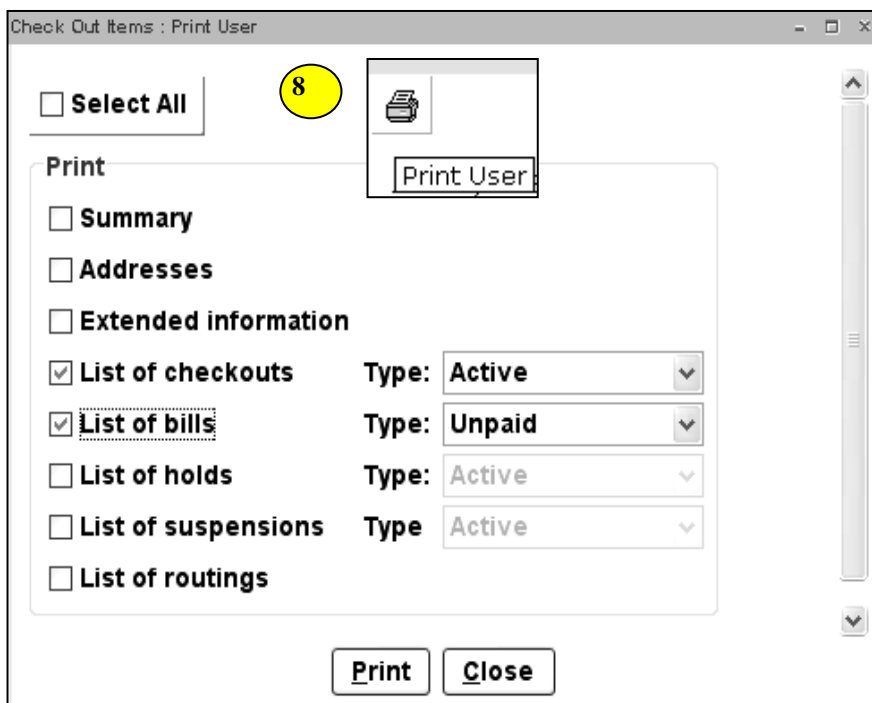 Check Out Items : Print User
Select All
8
Print User
Print
Summary
Addresses
Extended information
List of checkouts Type: Active
List of bills Type: Unpaid
List of holds Type: Active
List of suspensions Type Active
List of routings
Print Close